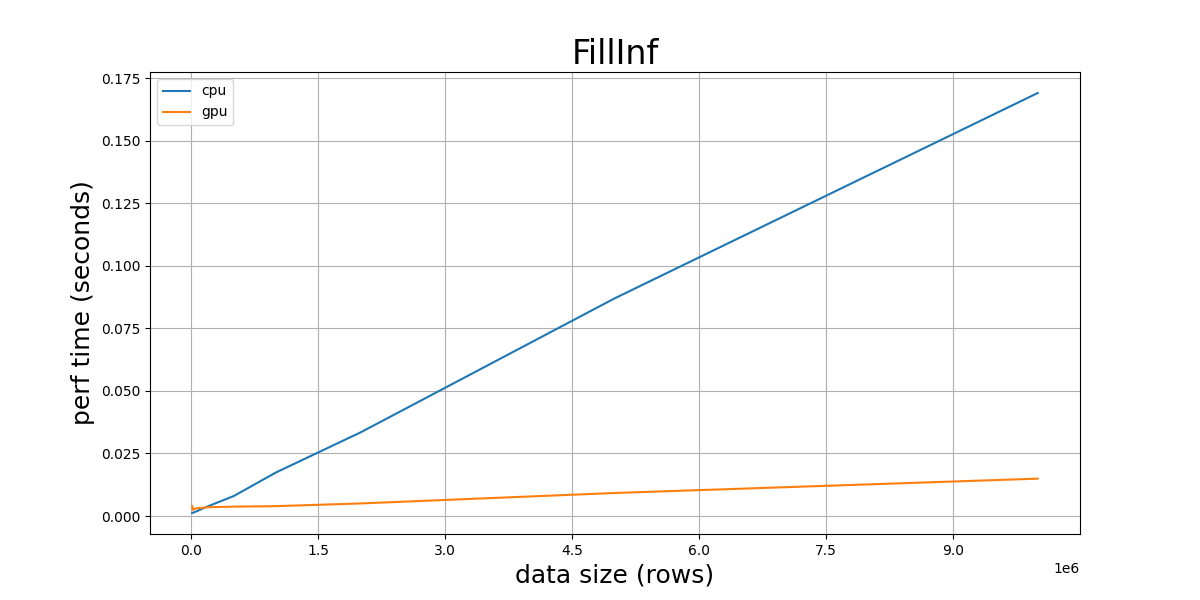 FillInf
cpu
gpu
perf time (seconds)
0.175
0.150
0.125
0.100
0.075
0.050
0.025
0.000
0.0 1.5 3.0 4.5 6.0 7.5 9.0
1e6
data size (rows)